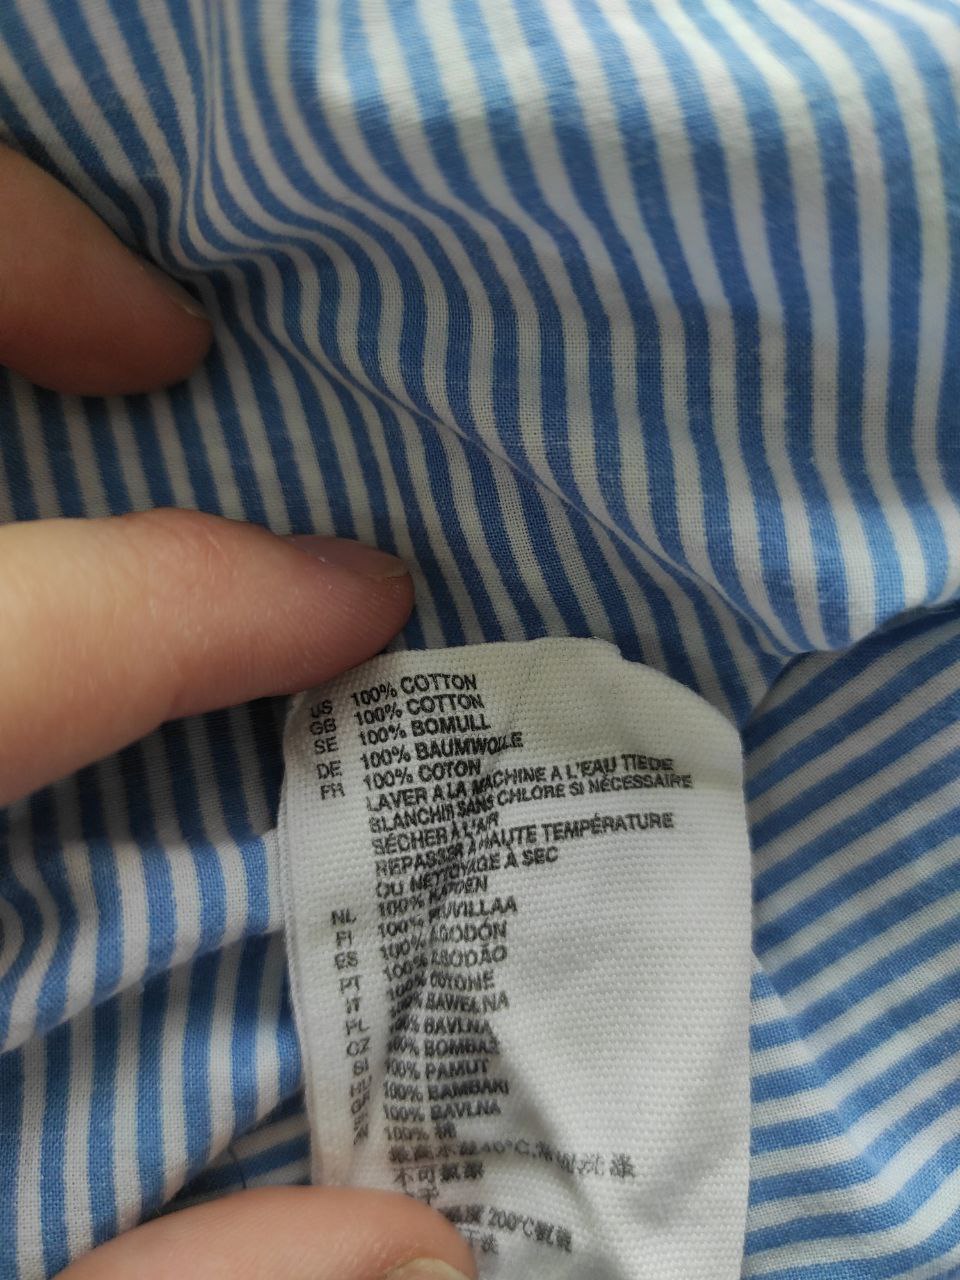 US 100% COTTON
GB 100% COTTON
SE 100% BOMULL
DE 100% BAUMWOLLE
FR 100% COTON
LAVER A LA MACHINE A L'EAU TIEDE
BLANCHIR SANS CHLORE SI NÉCESSAIRE
SÉCHER À L'AIR
REPASSER À HAUTE TEMPÉRATURE
OU NETTOYAGE À SEC
NL 100% KATOEN
FI 100% PUUVILLAA
ES 100% ALGODÓN
PT 100% ALGODÃO
IT 100% COTONE
PL 100% BAWEŁNA
CZ 100% BAVLNA
SI 100% BOMBAŽ
HU 100% PAMUT
GR 100% BAMBAKI
100% BAVLNA
100% 棉
40°C
不可氯漂
200°C